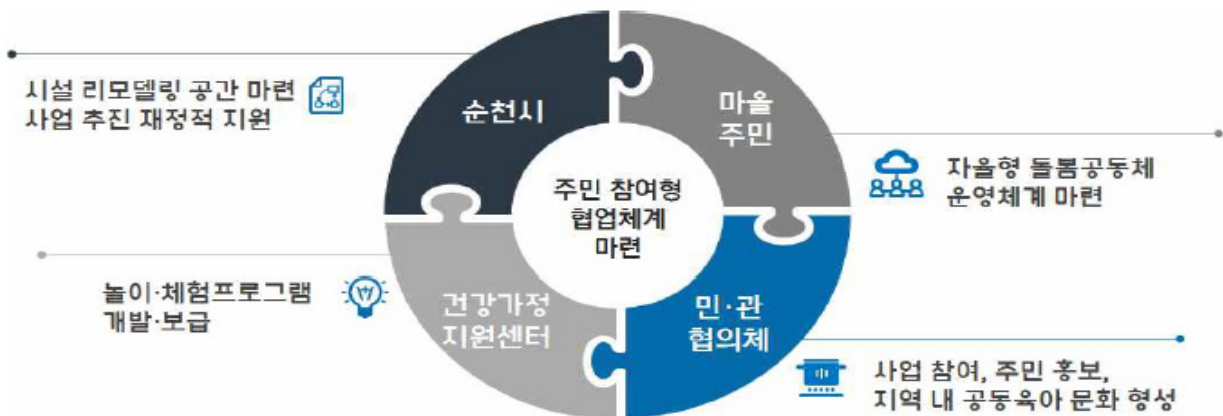 시설 리모델링 공간 마련
사업 추진 재정적 지원
순천시
마을
주민
자율형 돌봄공동체
운영체계 마련
주민 참여형
협업체계
마련
놀이·체험프로그램
개발·보급
건강가정
지원센터
민·관
협의체
사업 참여, 주민 홍보,
지역 내 공동육아 문화 형성